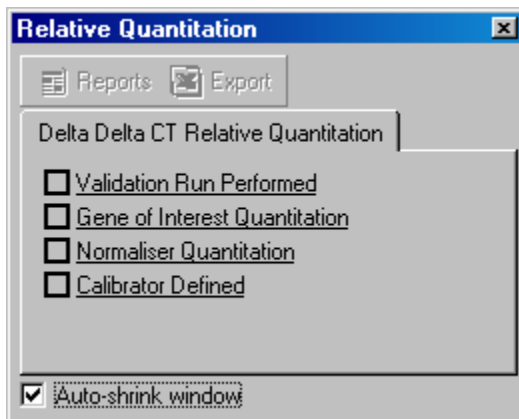 Relative Quantitation
Reports Export
Delta Delta CT Relative Quantitation
Validation Run Performed
Gene of Interest Quantitation
Normaliser Quantitation
Calibrator Defined
Auto-shrink window